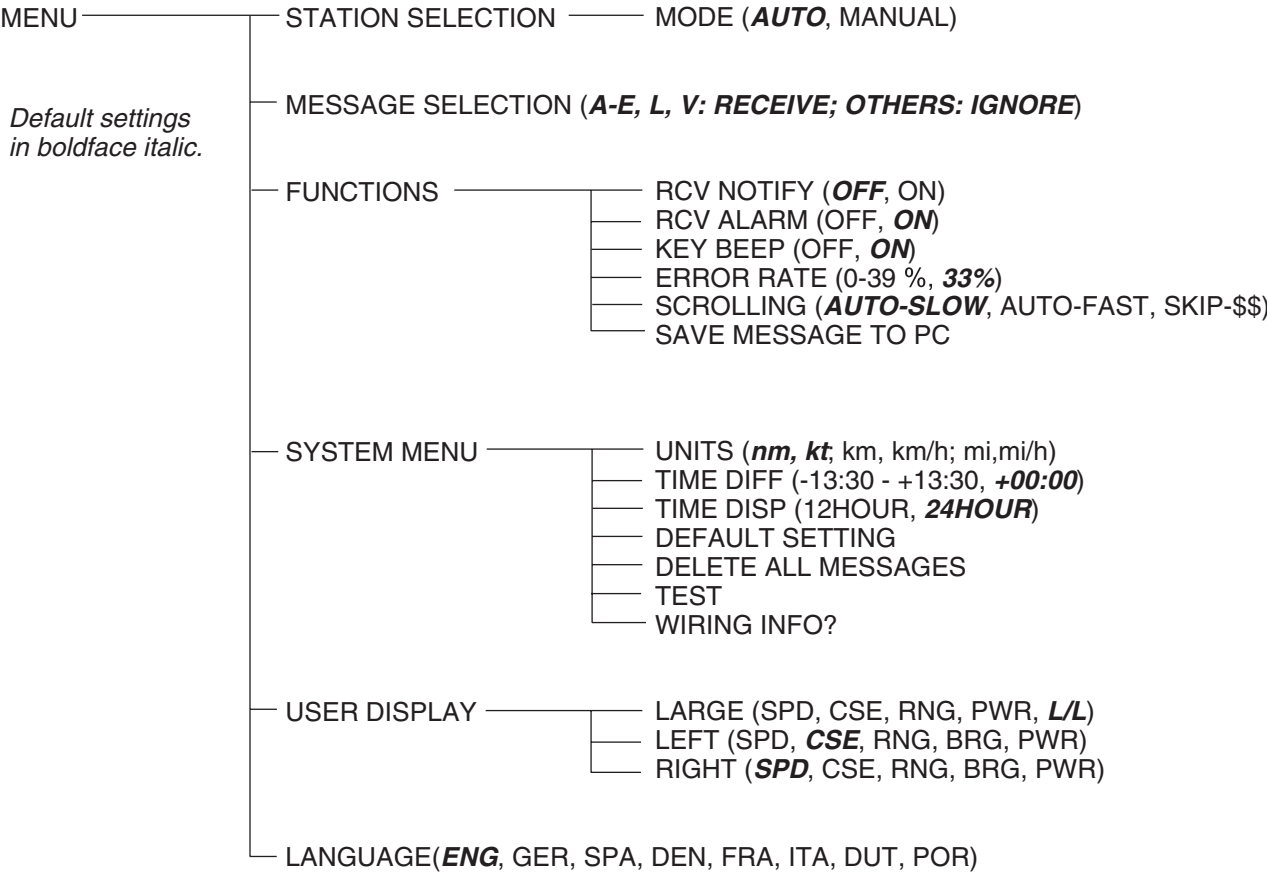 MENU
STATION SELECTION
MODE (AUTO, MANUAL)
Default settings
in boldface italic.
MESSAGE SELECTION (A-E, L, V: RECEIVE; OTHERS: IGNORE)
FUNCTIONS
RCV NOTIFY (OFF, ON)
RCV ALARM (OFF, ON)
KEY BEEP (OFF, ON)
ERROR RATE (0-39 %, 33%)
SCROLLING (AUTO-SLOW, AUTO-FAST, SKIP-$$)
SAVE MESSAGE TO PC
SYSTEM MENU
UNITS (nm, kt; km, km/h; mi,mi/h)
TIME DIFF (-13:30 - +13:30, +00:00)
TIME DISP (12HOUR, 24HOUR)
DEFAULT SETTING
DELETE ALL MESSAGES
TEST
WIRING INFO?
USER DISPLAY
LARGE (SPD, CSE, RNG, PWR, L/L)
LEFT (SPD, CSE, RNG, BRG, PWR)
RIGHT (SPD, CSE, RNG, BRG, PWR)
LANGUAGE(ENG, GER, SPA, DEN, FRA, ITA, DUT, POR)